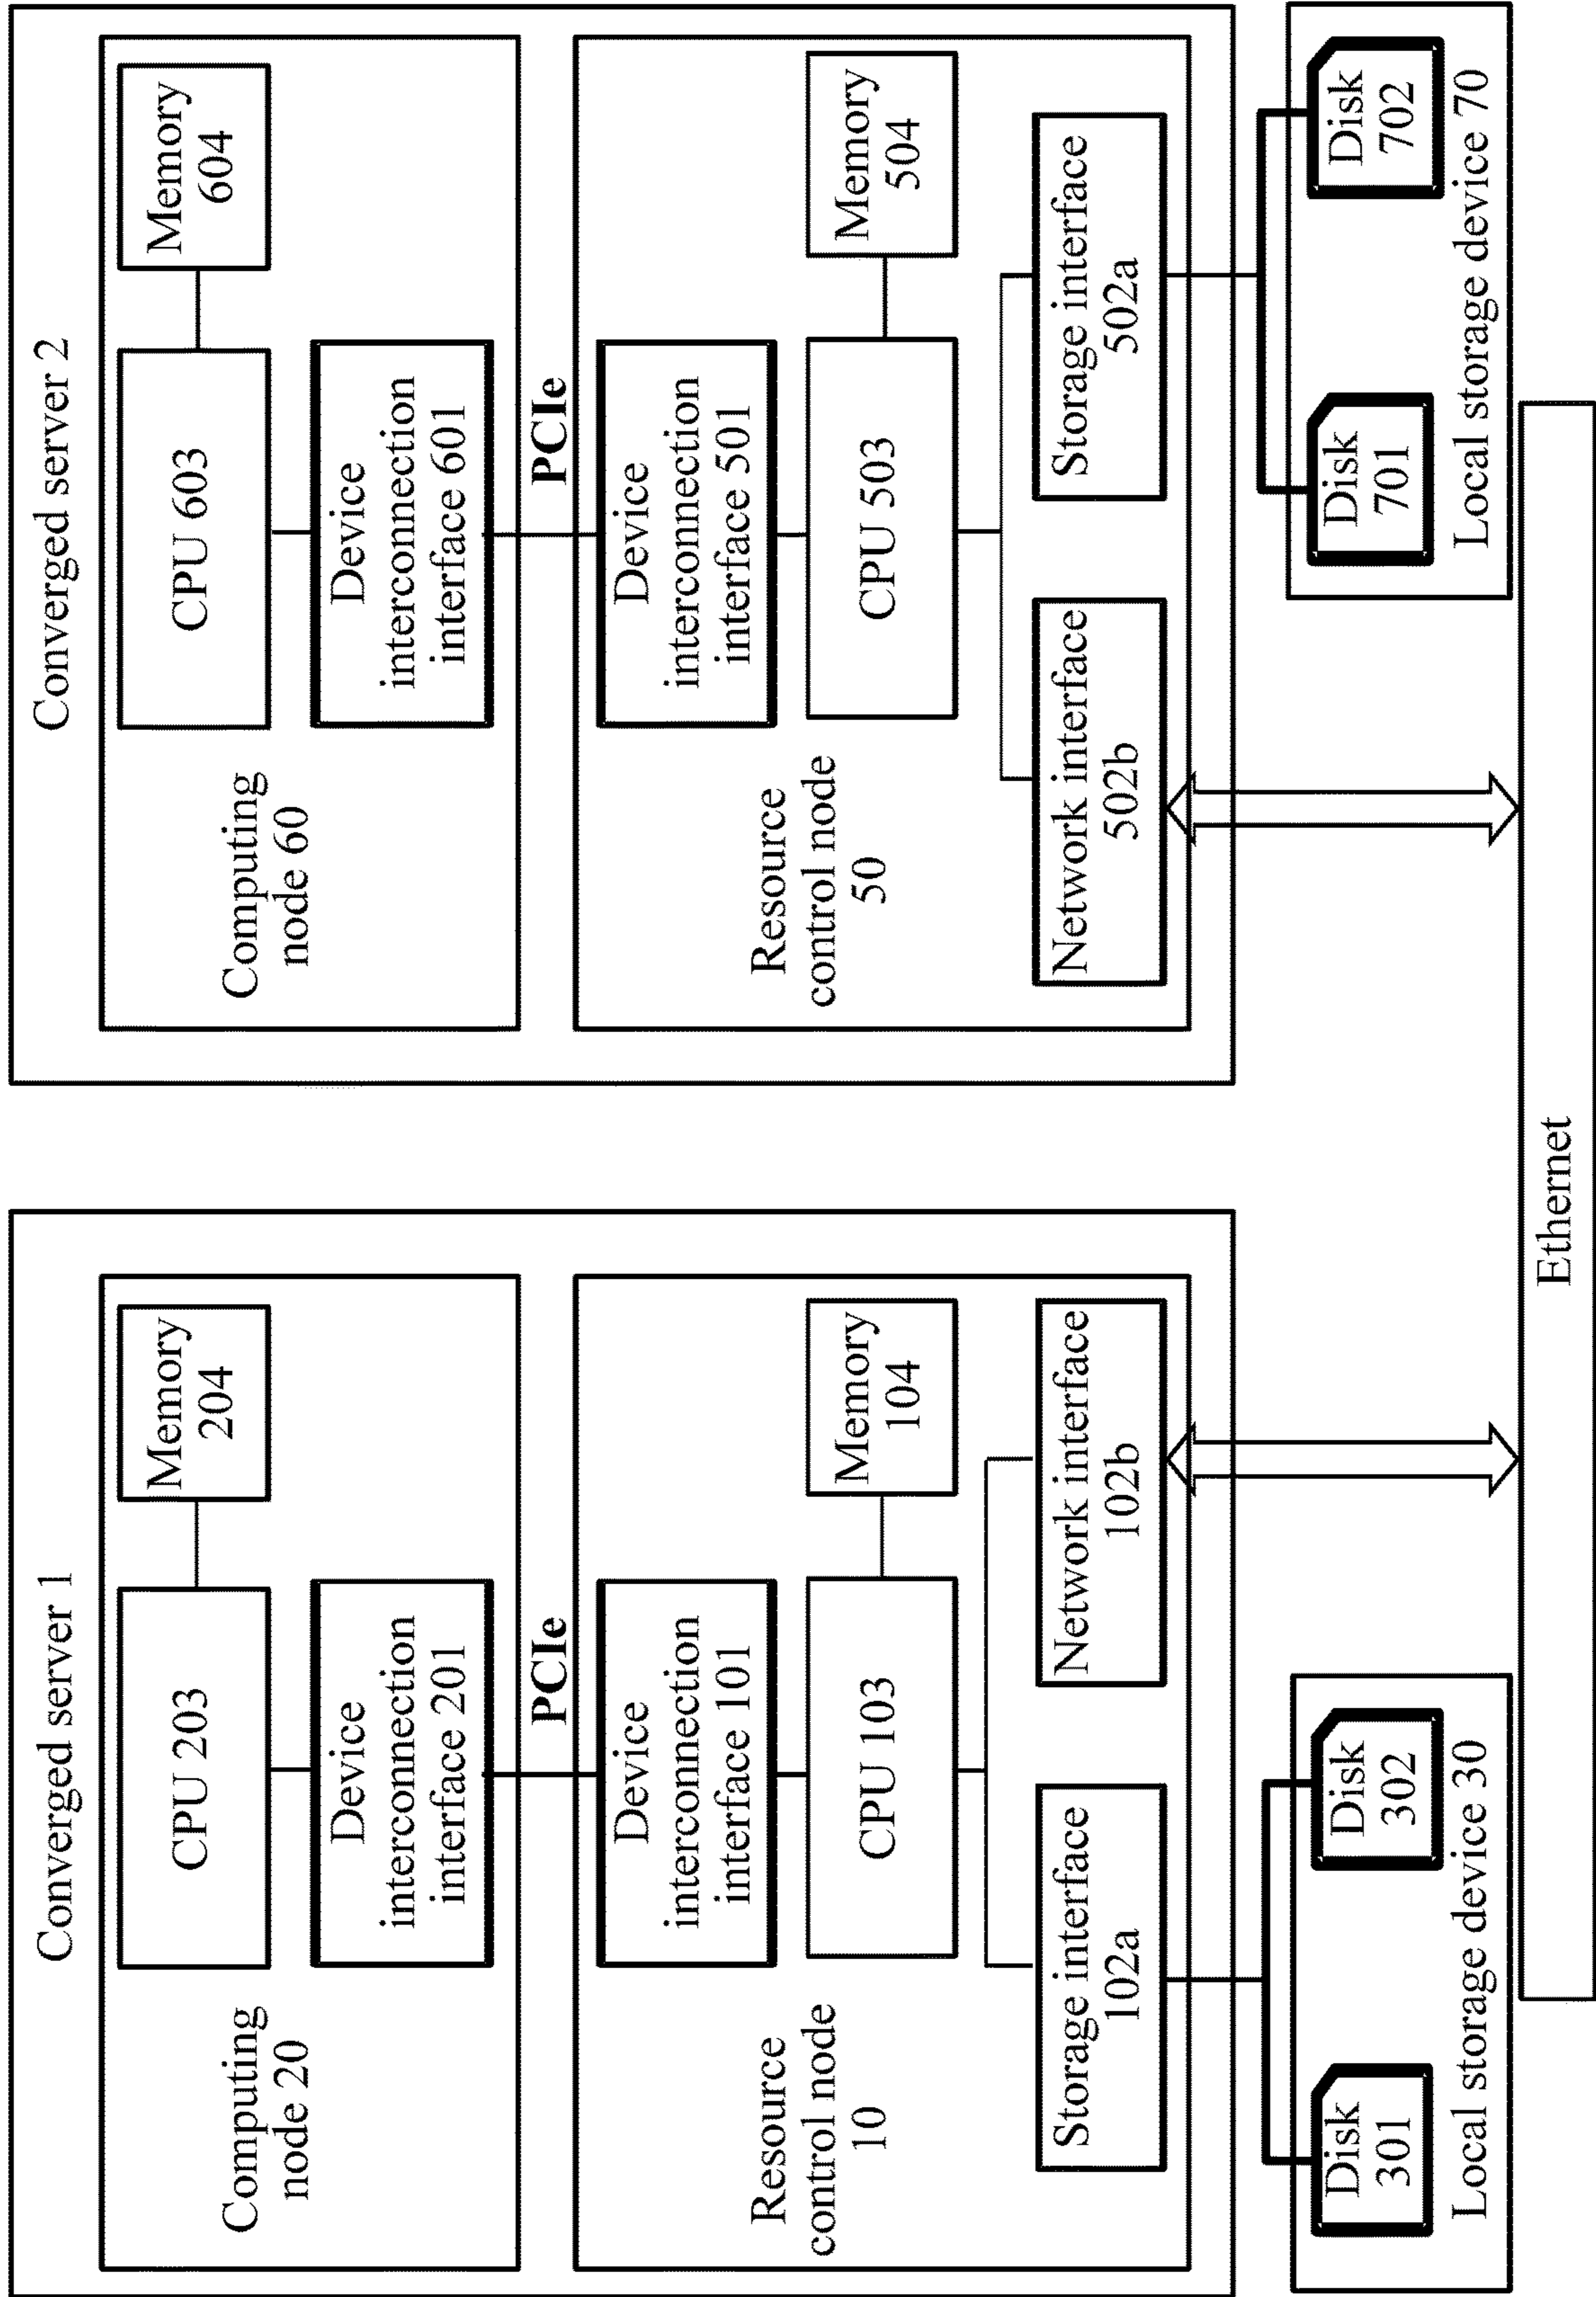 Converged server 1
Computing
node 20
CPU 203
Memory
204
Device
interconnection
interface 201
PCIe
Resource
control node
10
Device
interconnection
interface 101
CPU 103
Memory
104
Storage interface
102a
Network interface
102b
Disk
301
Disk
302
Local storage device 30
Converged server 2
Computing
node 60
CPU 603
Memory
604
Device
interconnection
interface 601
PCIe
Resource
control node
50
Device
interconnection
interface 501
CPU 503
Memory
504
Network interface
502b
Storage interface
502a
Disk
701
Disk
702
Local storage device 70
Ethernet